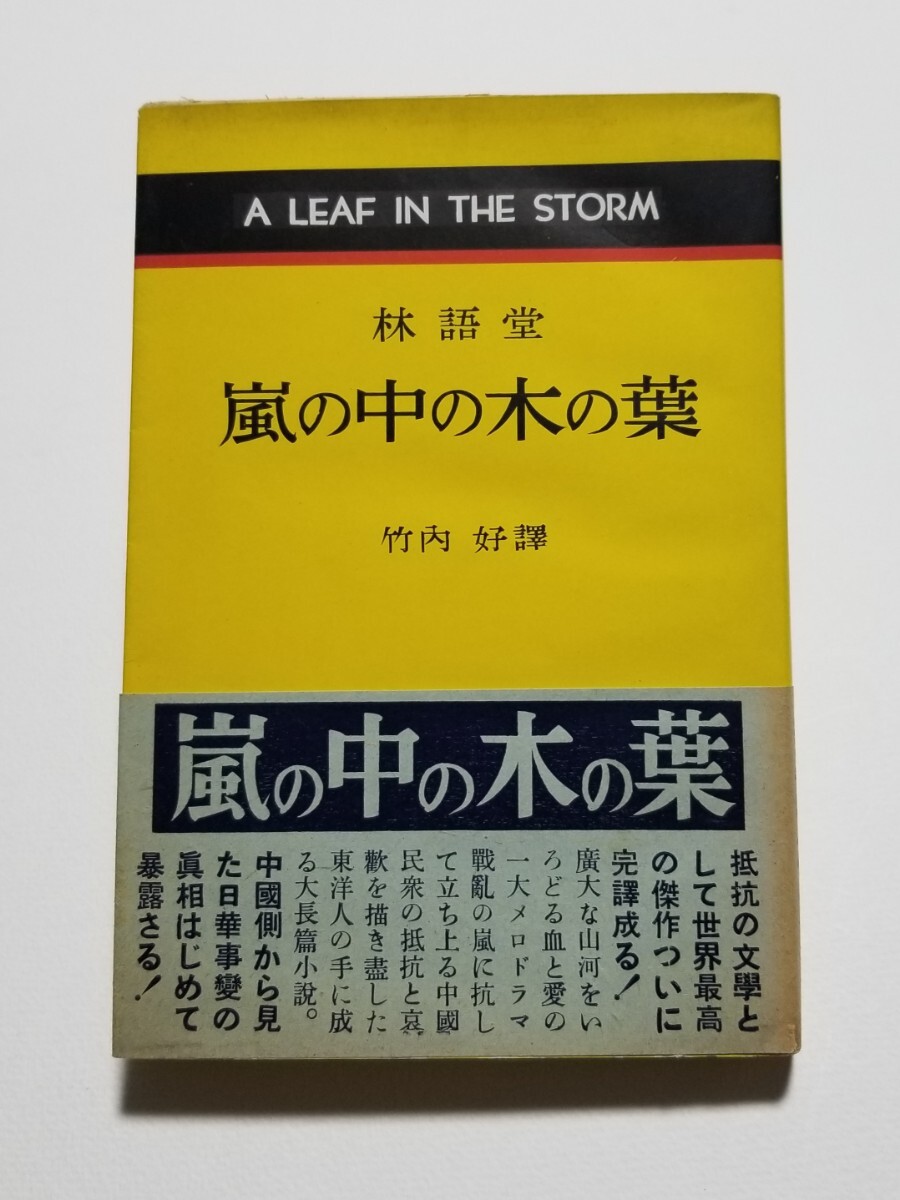 A LEAF IN THE STORM
林語堂
嵐の中の木の葉
竹內 好譯
嵐の中の木の葉
抵抗の文學と
して世界最高
の傑作ついに
完譯成る！
廣大な山河をい
ろどる血と愛の
一大メロドラマ
戰亂の嵐に抗し
て立ち上る中國
民衆の抵抗と哀
歡を描き盡した
東洋人の手に成
る大長篇小說。
中國側から見
た日華事變の
眞相はじめて
暴露さる！